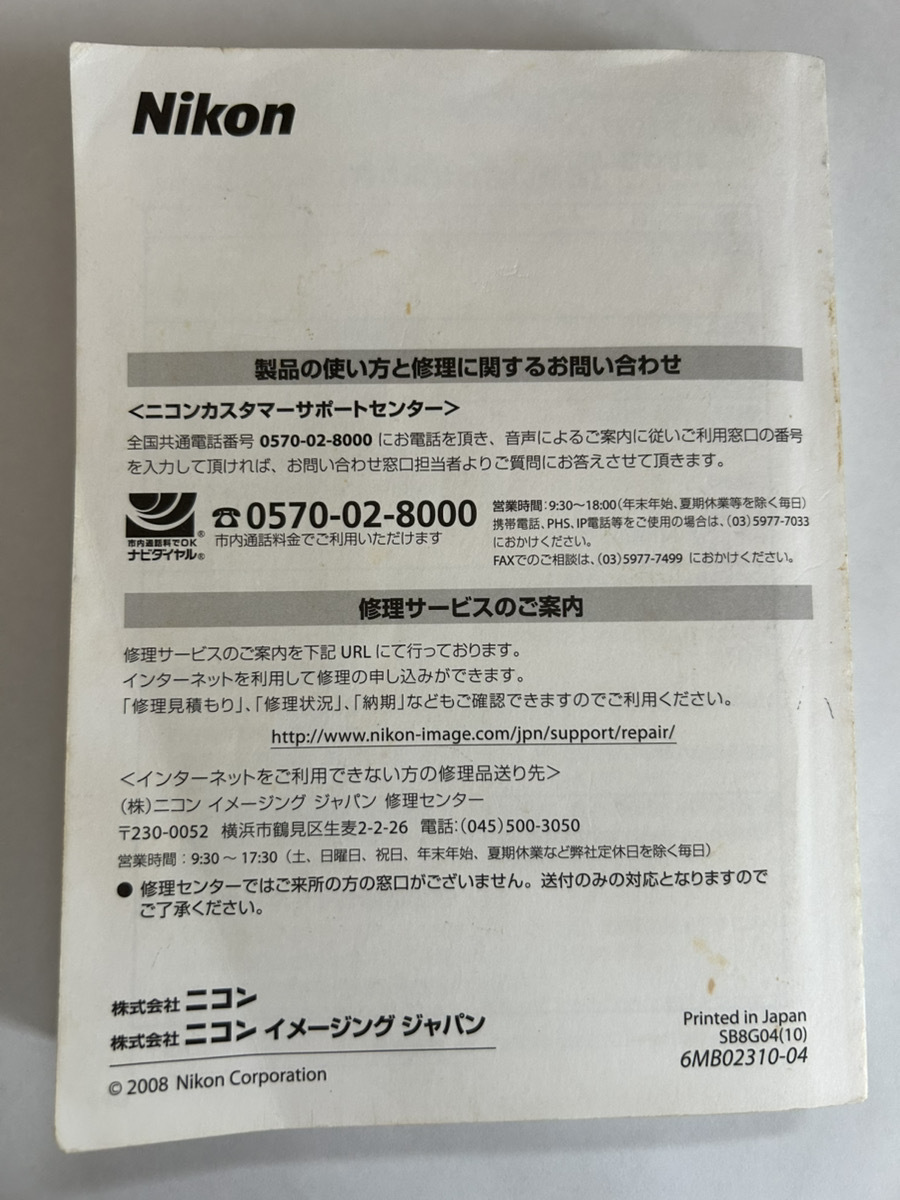 Nikon
製品の使い方と修理に関するお問い合わせ
<ニコンカスタマーサポートセンター>
全国共通電話番号 0570-02-8000 にお電話を頂き、音声によるご案内に従いご利用窓口の番号
を入力して頂ければ、お問い合わせ窓口担当者よりご質問にお答えさせて頂きます。
市内通話料でOK
ナビダイヤル®
☎0570-02-8000
市内通話料金でご利用いただけます
営業時間:9:30~18:00(年末年始、夏期休業等を除く毎日)
携帯電話、PHS、IP電話等をご使用の場合は、(03)5977-7033
におかけください。
FAXでのご相談は、(03)5977-7499 におかけください。
修理サービスのご案内
修理サービスのご案内を下記 URL にて行っております。
インターネットを利用して修理の申し込みができます。
「修理見積もり」、「修理状況」、「納期」などもご確認できますのでご利用ください。
http://www.nikon-image.com/jpn/support/repair/
<インターネットをご利用できない方の修理品送り先>
(株)ニコン イメージング ジャパン 修理センター
〒230-0052 横浜市鶴見区生麦2-2-26 電話:(045)500-3050
営業時間:9:30 ~ 17:30(土、日曜日、祝日、年末年始、夏期休業など弊社定休日を除く毎日)
● 修理センターではご来所の方の窓口がございません。送付のみの対応となりますので
ご了承ください。
株式会社 ニコン
株式会社 ニコン イメージング ジャパン
© 2008 Nikon Corporation
Printed in Japan
SB8G04(10)
6MB02310-04